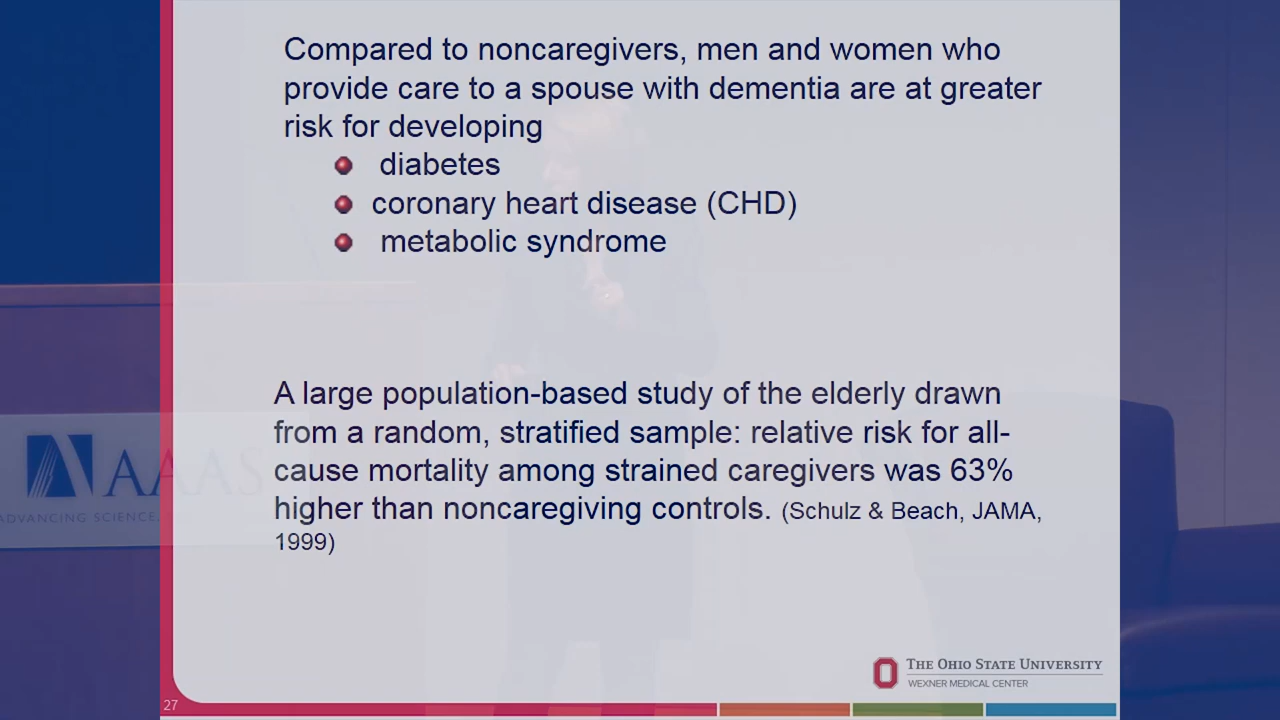 Compared to noncaregivers, men and women who
provide care to a spouse with dementia are at greater
risk for developing
diabetes
coronary heart disease (CHD)
metabolic syndrome
A large population-based study of the elderly drawn
from a random, stratified sample: relative risk for all-
cause mortality among strained caregivers was 63%
higher than noncaregiving controls. (Schulz & Beach, JAMA,
1999)
AAAS
ADVANCING SCIENCE,
THE OHIO STATE UNIVERSITY
WEXNER MEDICAL CENTER
27